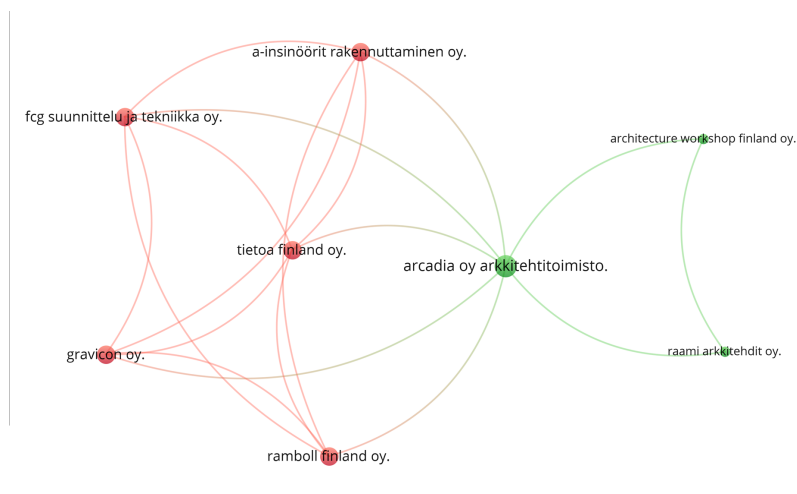 a-insinöörit rakennuttaminen oy.
fcg suunnittelu ja tekniikka oy.
architecture workshop finland oy.
tietoa finland oy.
arcadia oy arkkitehtitoimisto.
gravicon oy.
raami arkkitehdit oy.
ramboll finland oy.